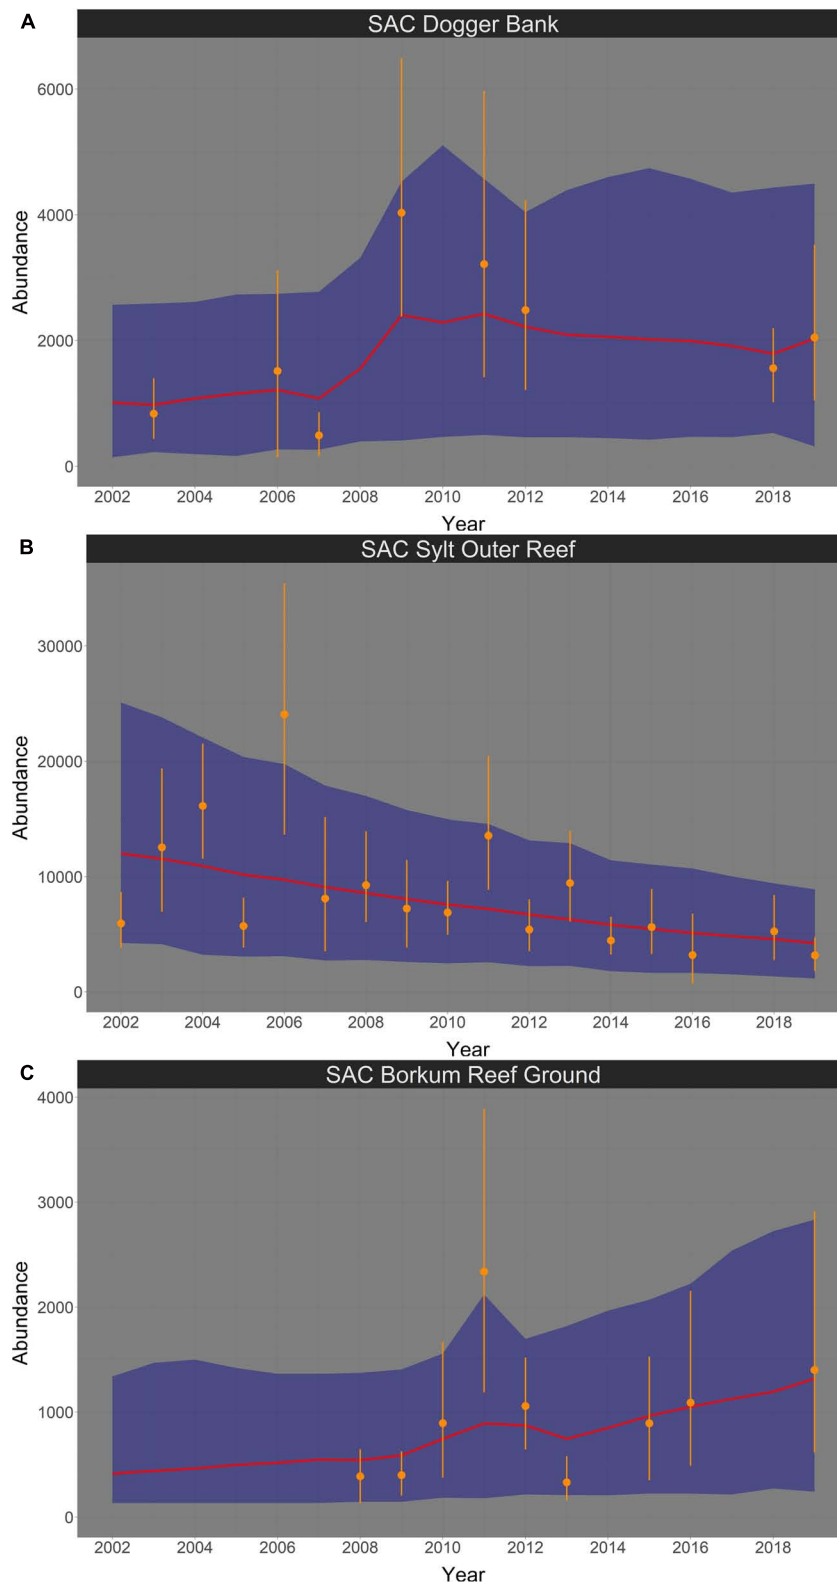 A
SAC Dogger Bank
Abundance
6000
4000
2000
0
2002 2004 2006 2008 2010 2012 2014 2016 2018
Year
B
SAC Sylt Outer Reef
Abundance
30000
20000
10000
0
2002 2004 2006 2008 2010 2012 2014 2016 2018
Year
C
SAC Borkum Reef Ground
Abundance
4000
3000
2000
1000
0
2002 2004 2006 2008 2010 2012 2014 2016 2018
Year